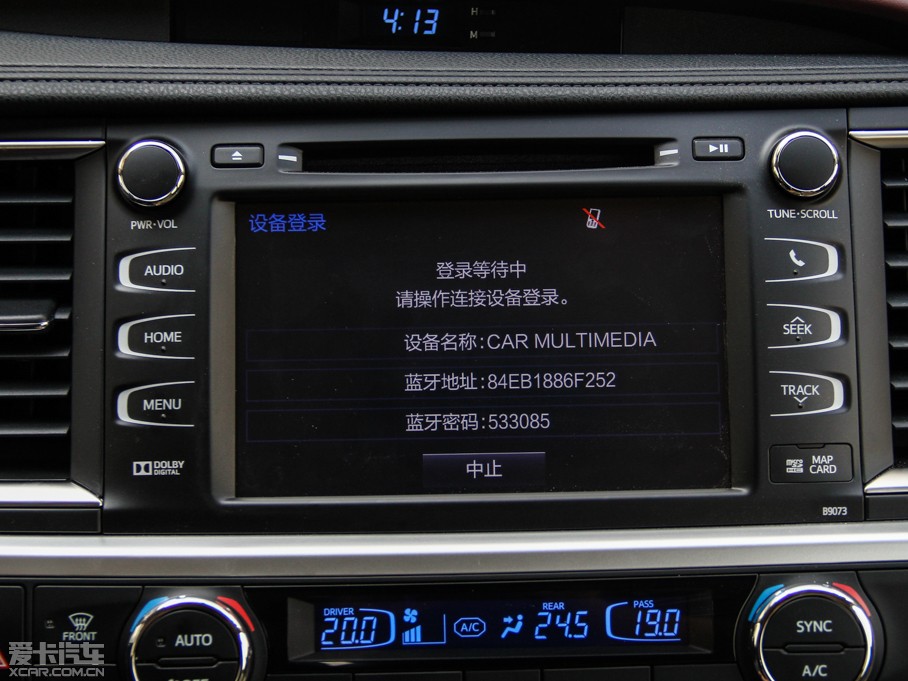 4:13
H
M
PWR·VOL
TUNE·SCROLL
设备登录
登录等待中
请操作连接设备登录。
设备名称:CAR MULTIMEDIA
蓝牙地址:84EB1886F252
蓝牙密码:533085
中止
AUDIO
HOME
MENU
DOLBY
DIGITAL
SEEK
TRACK
MAP
CARD
B9073
FRONT
AUTO
DRIVER
20.0
A/C
REAR
24.5
PASS
19.0
SYNC
A/C
爱卡汽车
XCAR.COM.CN